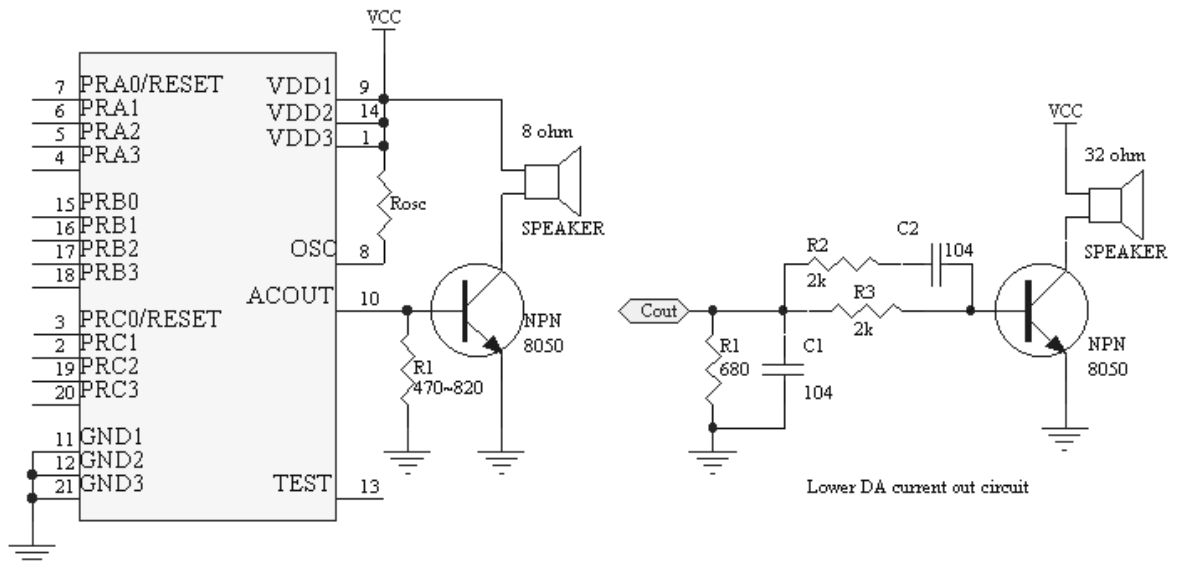 VCC
7 PRA0/RESET
6 PRA1
5 PRA2
4 PRA3
15 PRB0
16 PRB1
17 PRB2
18 PRB3
3 PRC0/RESET
2 PRC1
19 PRC2
20 PRC3
11 GND1
12 GND2
21 GND3
VDD1 9
VDD2 14
VDD3 1
OSC 8
ACOUT 10
TEST 13
Rosc
8 ohm
SPEAKER
NPN
8050
R1
470~820
VCC
32 ohm
SPEAKER
C2
104
R2
2k
R3
2k
Cout
R1
680
C1
104
NPN
8050
Lower DA current out circuit